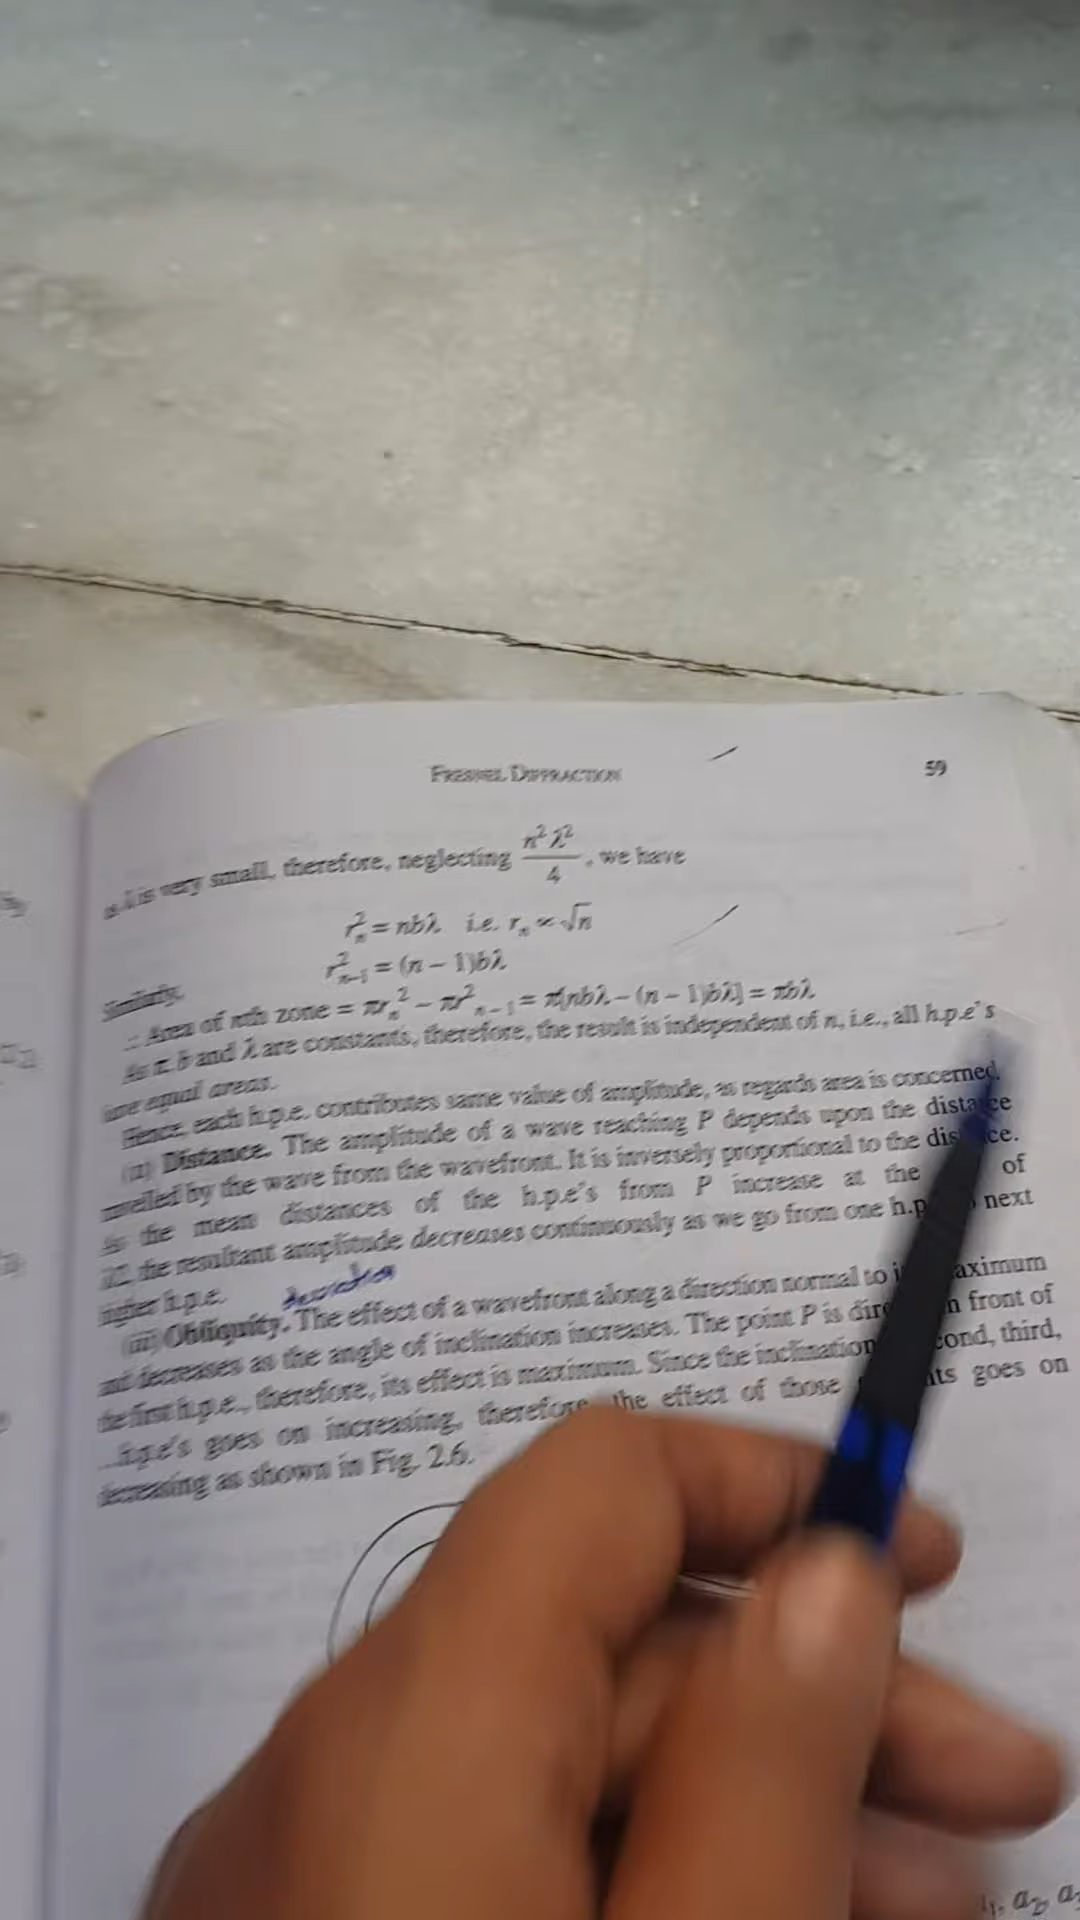 FRESNEL DIFFRACTION 59
as λ is very small, therefore, neglecting n²λ²/4, we have
r²ₙ = nbλ i.e. rₙ ∝ √n
Similarly, r²ₙ₋₁ = (n – 1)bλ
∴ Area of nth zone = πrₙ² – πr²ₙ₋₁ = π[nbλ – (n – 1)bλ] = πbλ
As π, b and λ are constants, therefore, the result is independent of n, i.e., all h.p.e's
have equal areas.
Hence, each h.p.e. contributes same value of amplitude, as regards area is concerned.
(ii) Distance. The amplitude of a wave reaching P depends upon the distance
travelled by the wave from the wavefront. It is inversely proportional to the distance.
As the mean distances of the h.p.e's from P increase at the of
the resultant amplitude decreases continuously as we go from one next
higher h.p.e.
(iii) Obliquity. The effect of a wavefront along a direction normal to maximum
and decreases as the angle of inclination increases. The point P is in front of
the first h.p.e., therefore, its effect is maximum. Since the inclination second, third,
...h.p.e's goes on increasing, therefore, the effect of those goes on
decreasing as shown in Fig. 2.6.